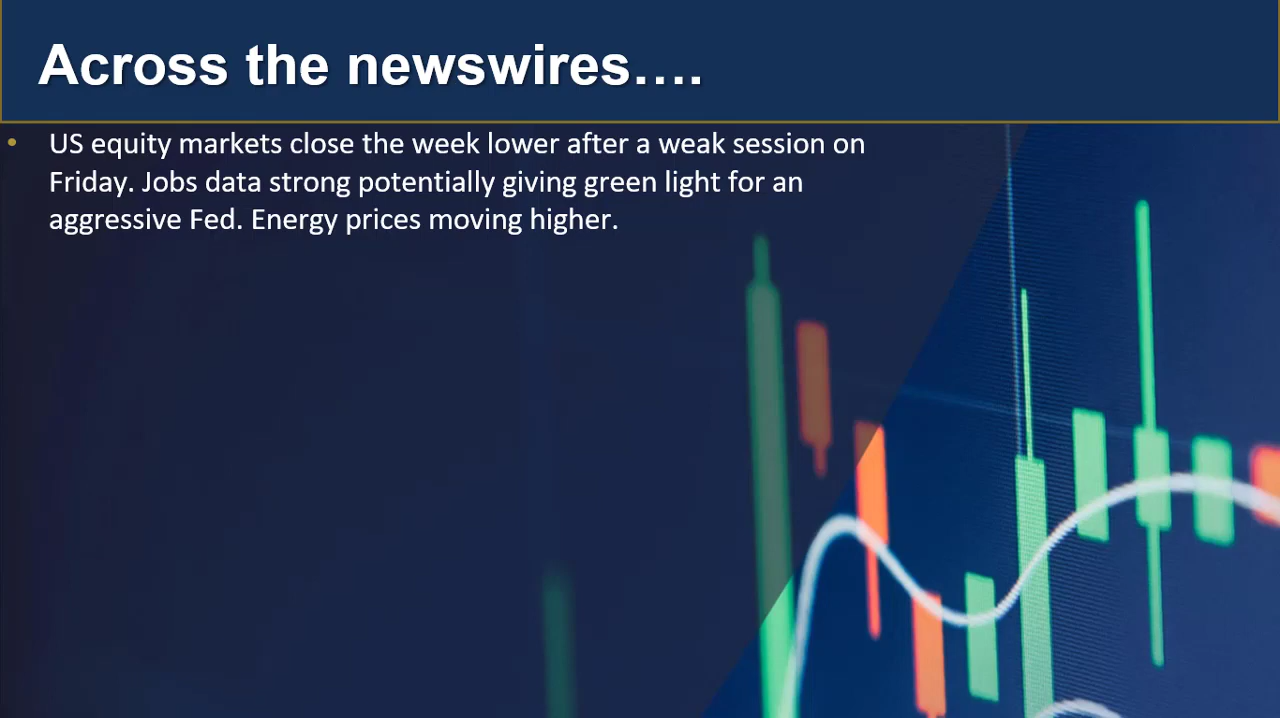 Across the newswires....
• US equity markets close the week lower after a weak session on
Friday. Jobs data strong potentially giving green light for an
aggressive Fed. Energy prices moving higher.